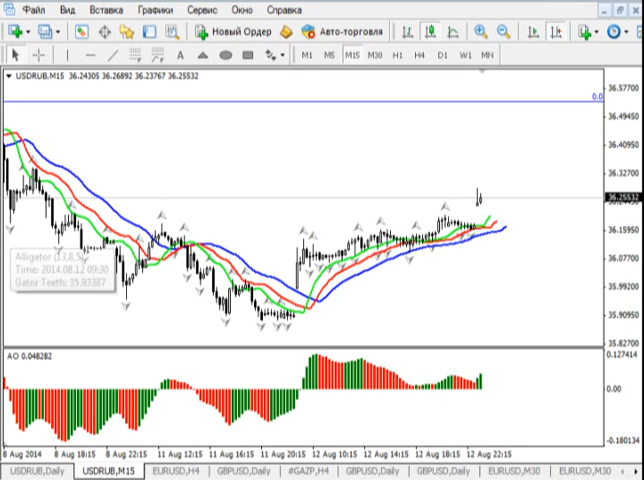 Файл Вид Вставка Графики Сервис Окно Справка
Новый Ордер Авто-торговля
A T M1 M5 M15 M30 H1 H4 D1 W1 MN
USDRUB,M15 36.24305 36.26892 36.23767 36.25532
36.57700
0.0
36.49450
36.40950
36.32700
36.25532
36.15950
36.07700
35.99200
35.90950
35.82700
Alligator (13,8,5)
Time: 2014.08.12 09:30
Gator Teeth: 35.93387
AO 0.048282
0.127414
0.00
-0.180134
8 Aug 2014 8 Aug 18:15 8 Aug 22:15 11 Aug 12:15 11 Aug 16:15 11 Aug 20:15 12 Aug 10:15 12 Aug 14:15 12 Aug 18:15 12 Aug 22:15
USDRUB,Daily USDRUB,M15 EURUSD,H4 GBPUSD,Daily #GAZP,H4 GBPUSD,Daily GBPUSD,Daily EURUSD,M30 EURUSD,M30